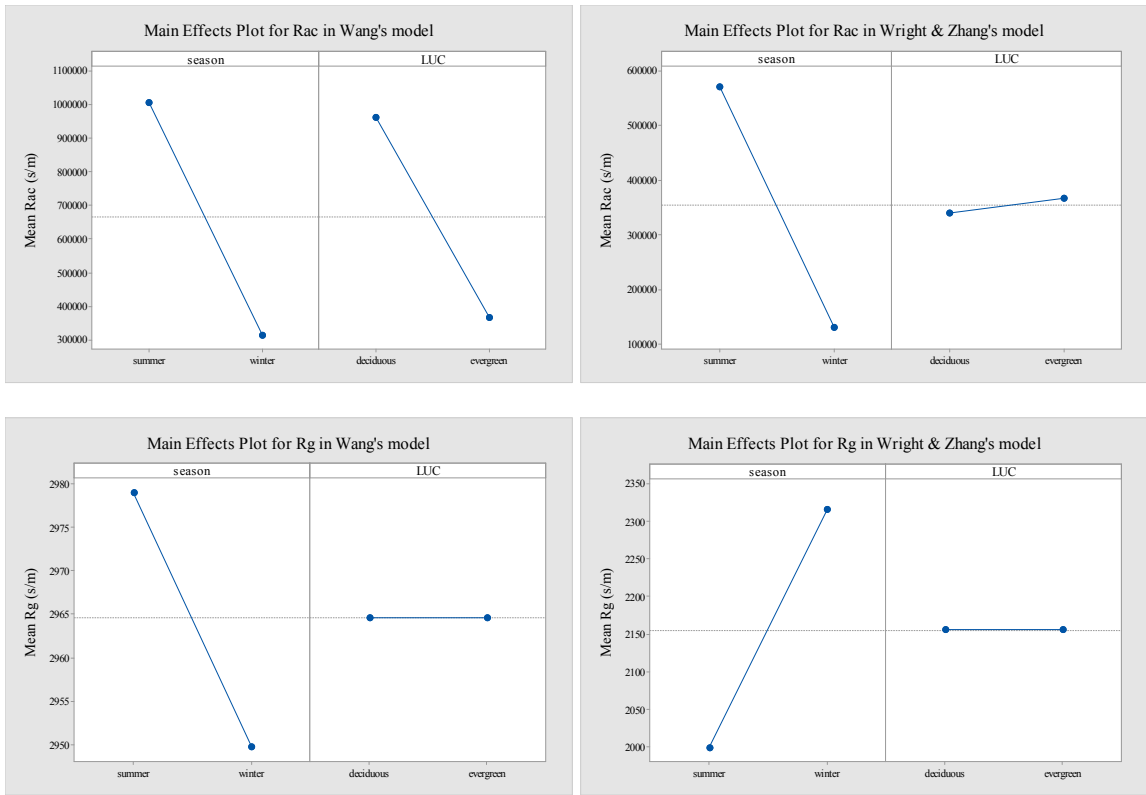 Main Effects Plot for Rac in Wang's model
season LUC
Mean Rac (s/m)
1100000
1000000
900000
800000
700000
600000
500000
400000
300000
summer winter deciduous evergreen
Main Effects Plot for Rac in Wright & Zhang's model
season LUC
Mean Rac (s/m)
600000
500000
400000
300000
200000
100000
summer winter deciduous evergreen
Main Effects Plot for Rg in Wang's model
season LUC
Mean Rg (s/m)
2980
2975
2970
2965
2960
2955
2950
summer winter deciduous evergreen
Main Effects Plot for Rg in Wright & Zhang's model
season LUC
Mean Rg (s/m)
2350
2300
2250
2200
2150
2100
2050
2000
summer winter deciduous evergreen